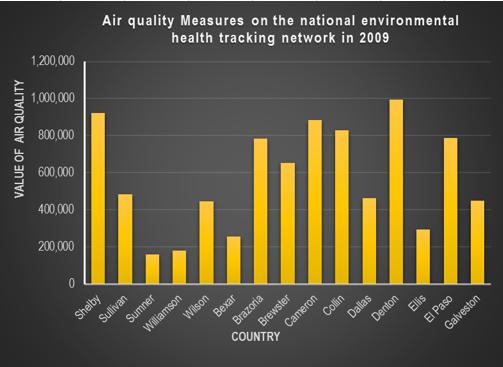 Air quality Measures on the national environmental
health tracking network in 2009
VALUE OF AIR QUALITY
1,200,000
1,000,000
800,000
600,000
400,000
200,000
0
Shelby
Sullivan
Sumner
Williamson
Wilson
Bexar
Brazoria
Brewster
Cameron
Collin
Dallas
Denton
Ellis
El Paso
Galveston
COUNTRY